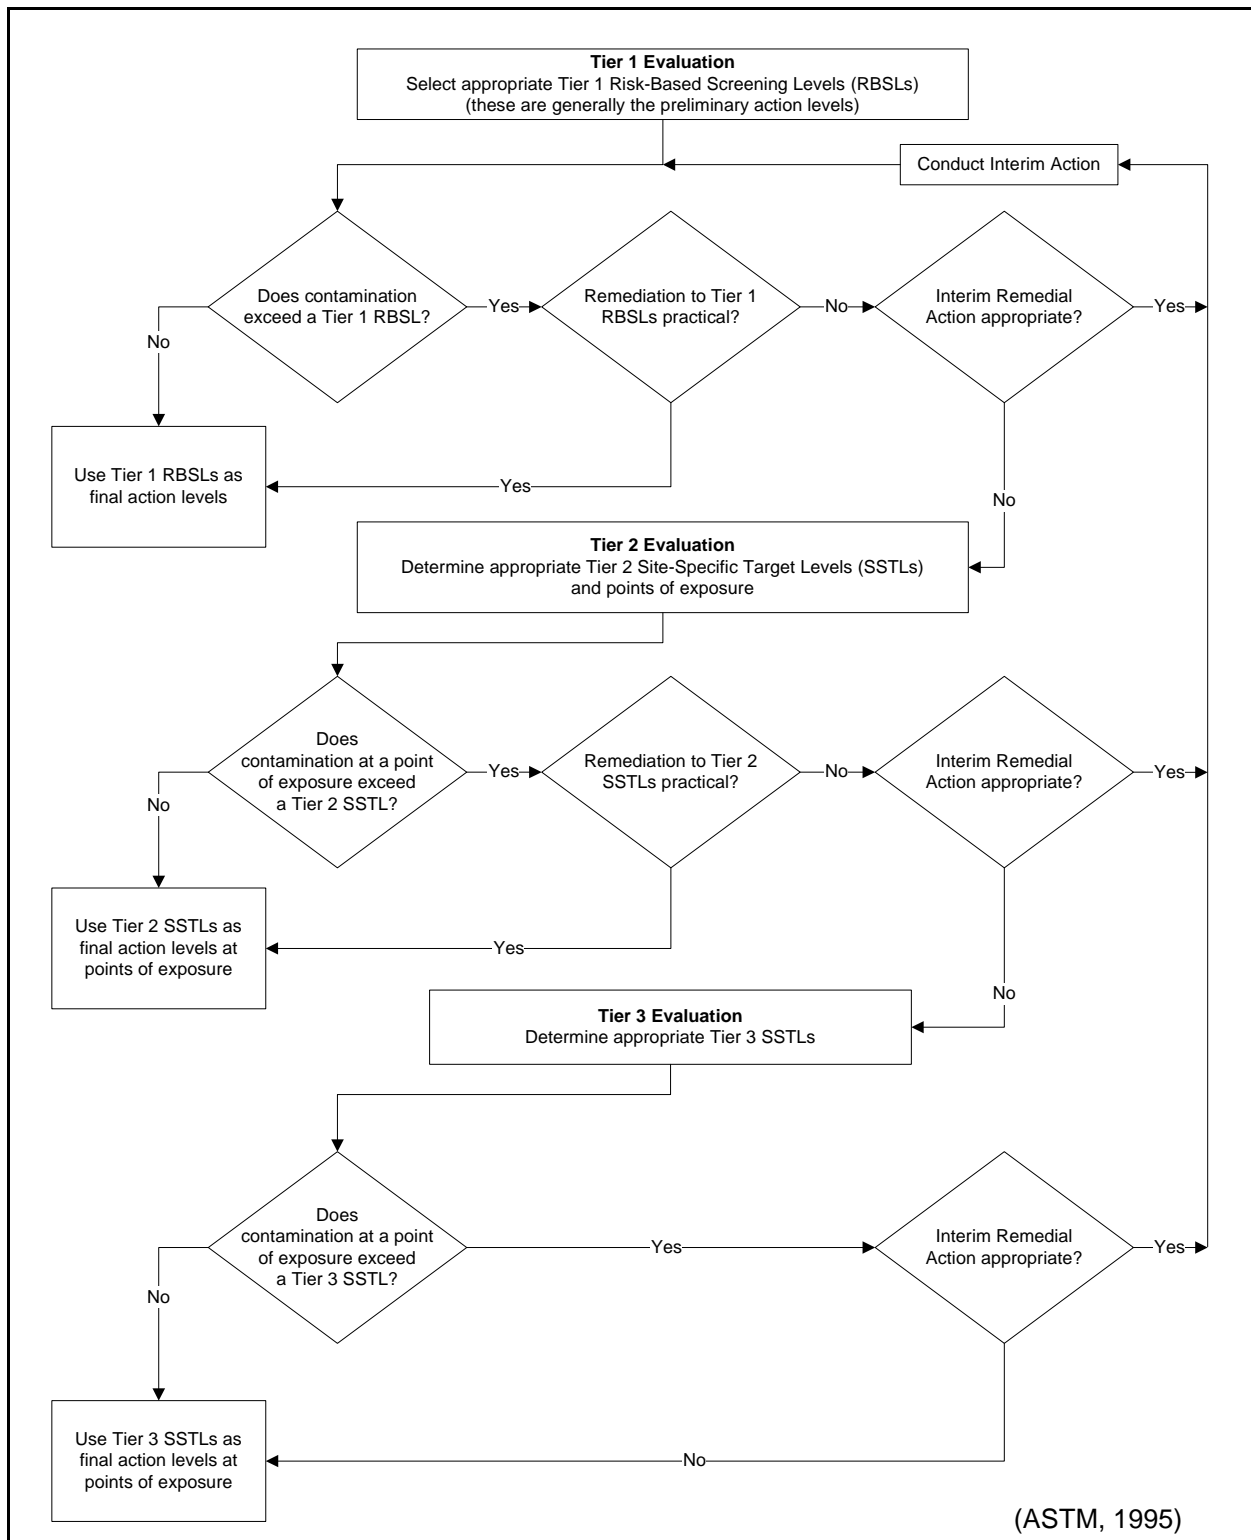 Tier 1 Evaluation
Select appropriate Tier 1 Risk-Based Screening Levels (RBSLs)
(these are generally the preliminary action levels)
Conduct Interim Action
Does contamination
exceed a Tier 1 RBSL?
Yes
Remediation to Tier 1
RBSLs practical?
No
Interim Remedial
Action appropriate?
Yes
No
Use Tier 1 RBSLs as
final action levels
Yes
No
Tier 2 Evaluation
Determine appropriate Tier 2 Site-Specific Target Levels (SSTLs)
and points of exposure
Does
contamination at a point
of exposure exceed
a Tier 2 SSTL?
Yes
Remediation to Tier 2
SSTLs practical?
No
Interim Remedial
Action appropriate?
Yes
No
Use Tier 2 SSTLs as
final action levels at
points of exposure
Yes
No
Tier 3 Evaluation
Determine appropriate Tier 3 SSTLs
Does
contamination at a point
of exposure exceed
a Tier 3 SSTL?
Yes
Interim Remedial
Action appropriate?
Yes
No
Use Tier 3 SSTLs as
final action levels at
points of exposure
No
(ASTM, 1995)